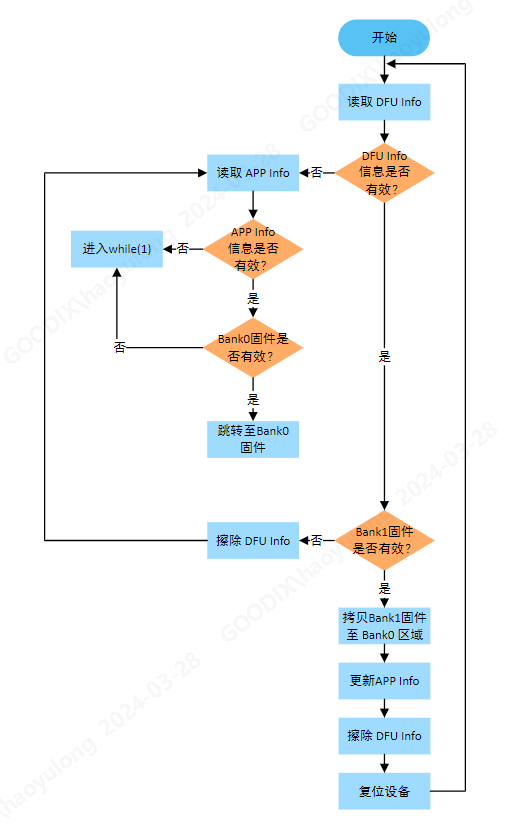 开始
读取 DFU Info
DFU Info
信息是否
有效？
否
读取 APP Info
APP Info
信息是否
有效？
否
进入while(1)
是
Bank0固件是
否有效？
否
是
是
跳转至Bank0
固件
Bank1固件
是否有效？
否
擦除 DFU Info
是
拷贝Bank1固件
至 Bank0 区域
更新APP Info
擦除 DFU Info
复位设备
GOODIX\haoyulong
GOODIX\haoyulong 2024-03-28
GOODIX\haoyulong 2024-03-28
\haoyulong 2024-03-28